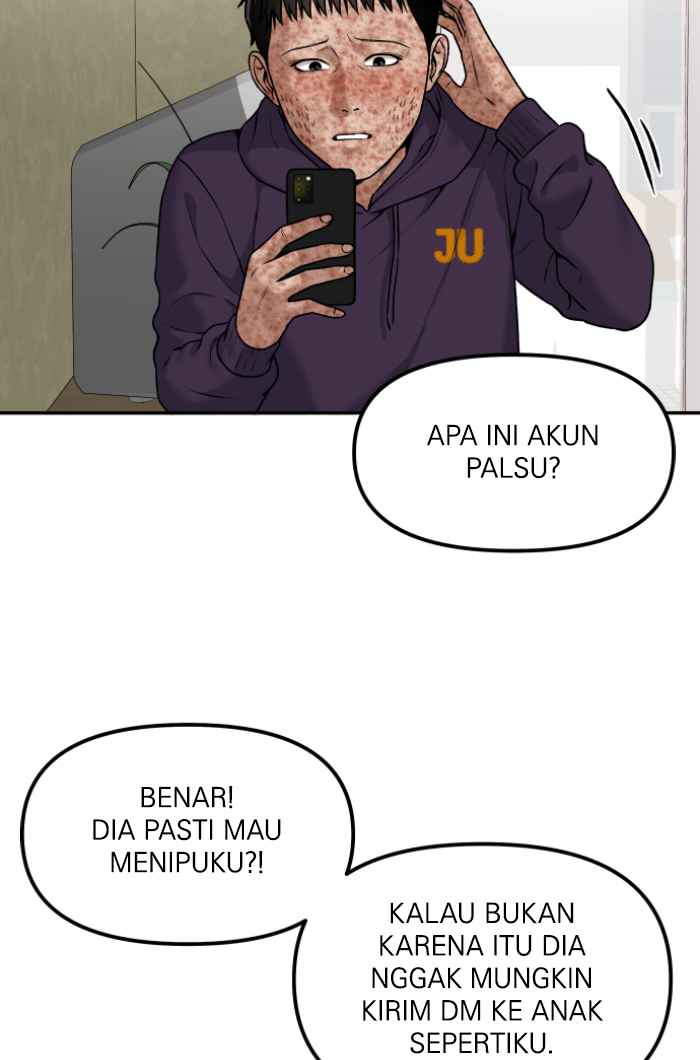 JU
APA INI AKUN
PALSU?
BENAR!
DIA PASTI MAU
MENIPUKU?!
KALAU BUKAN
KARENA ITU DIA
NGGAK MUNGKIN
KIRIM DM KE ANAK
SEPERTIKU.